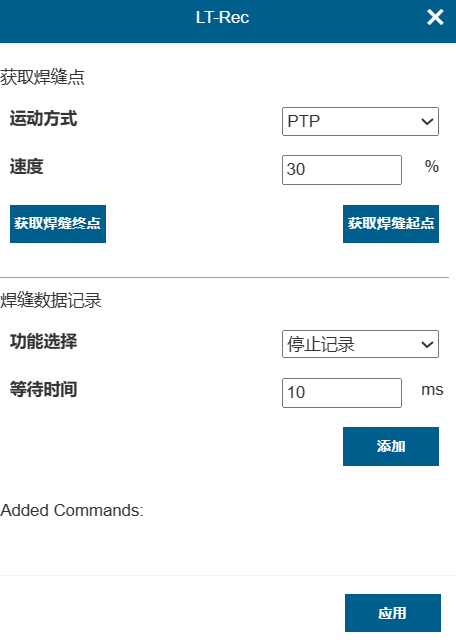 LT-Rec
获取焊缝点
运动方式 PTP
速度 30 %
获取焊缝终点 获取焊缝起点
焊缝数据记录
功能选择 停止记录
等待时间 10 ms
添加
Added Commands:
应用